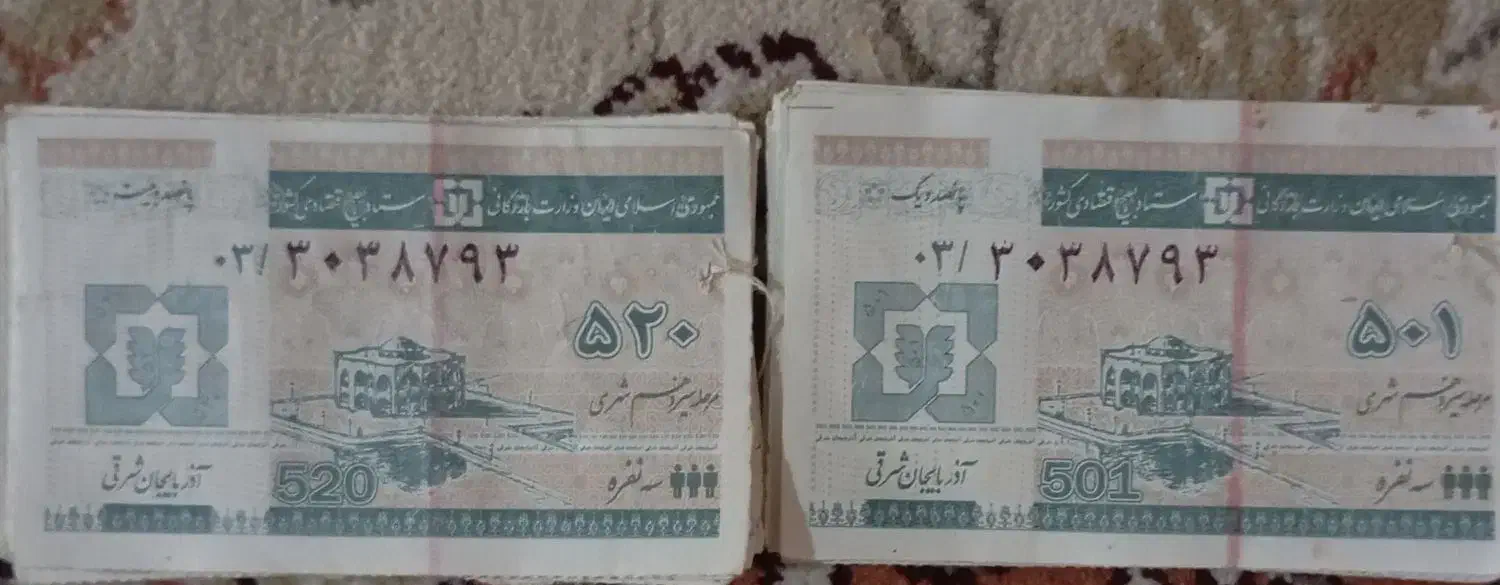 پانصد و بیست
جمهوری اسلامی ایران وزارت بازرگانی ستاد بسیج اقتصادی کشور
۰۳/۳۰۳۸۷۹۳
۵۲۰
مرحله سیزدهم شهری
آذربایجان شرقی
520
سه نفره
پانصد و یک
جمهوری اسلامی ایران وزارت بازرگانی ستاد بسیج اقتصادی کشور
۰۳/۳۰۳۸۷۹۳
۵۰۱
مرحله سیزدهم شهری
آذربایجان شرقی
501
سه نفره